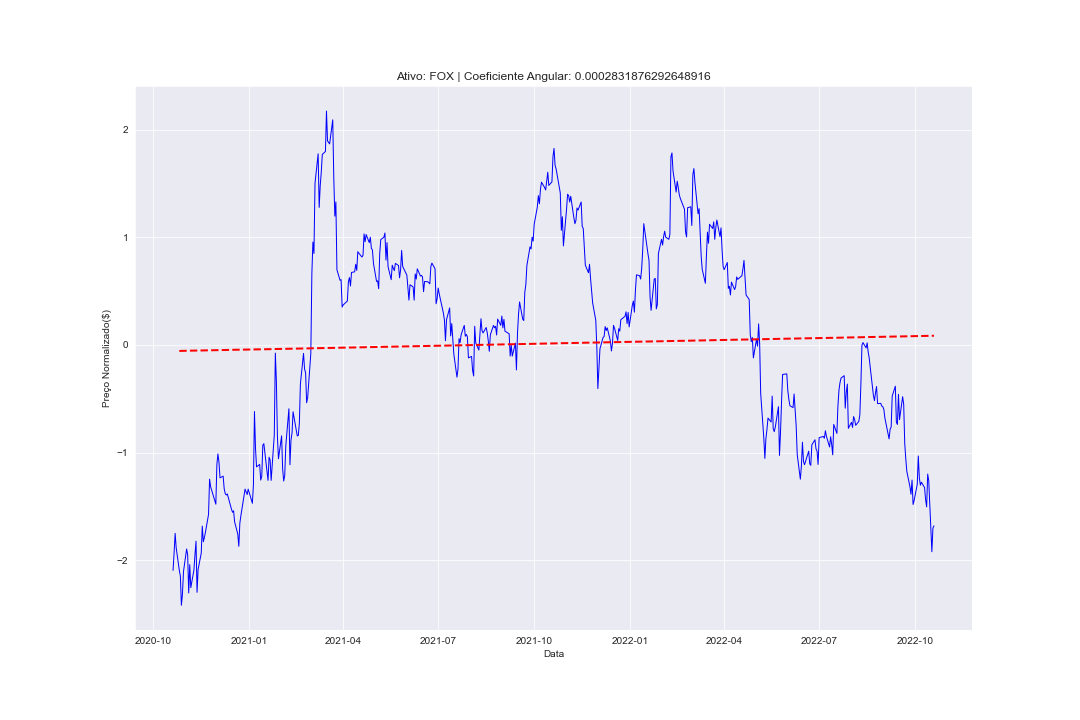 Ativo: FOX | Coeficiente Angular: 0.0002831876292648916
2
1
0
−1
−2
Preço Normalizado($)
2020-10 2021-01 2021-04 2021-07 2021-10 2022-01 2022-04 2022-07 2022-10
Data